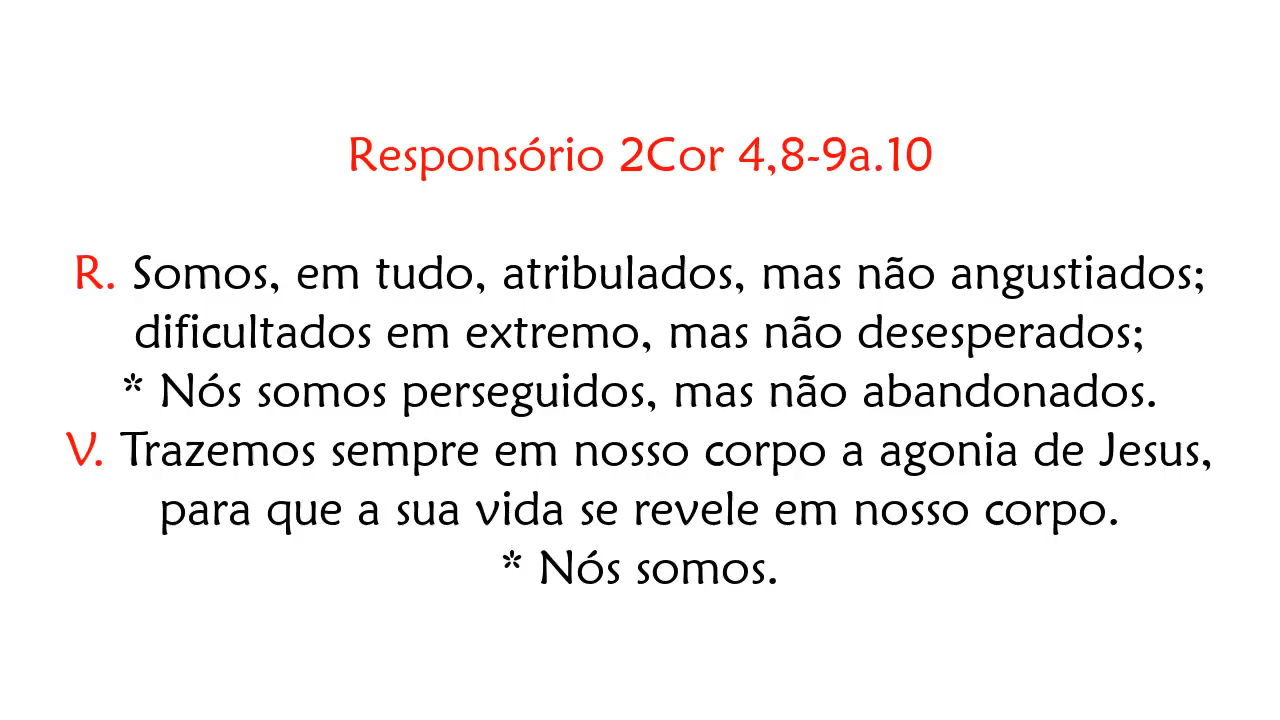 Responsório 2Cor 4,8-9a.10
R. Somos, em tudo, atribulados, mas não angustiados;
dificultados em extremo, mas não desesperados;
* Nós somos perseguidos, mas não abandonados.
V. Trazemos sempre em nosso corpo a agonia de Jesus,
para que a sua vida se revele em nosso corpo.
* Nós somos.